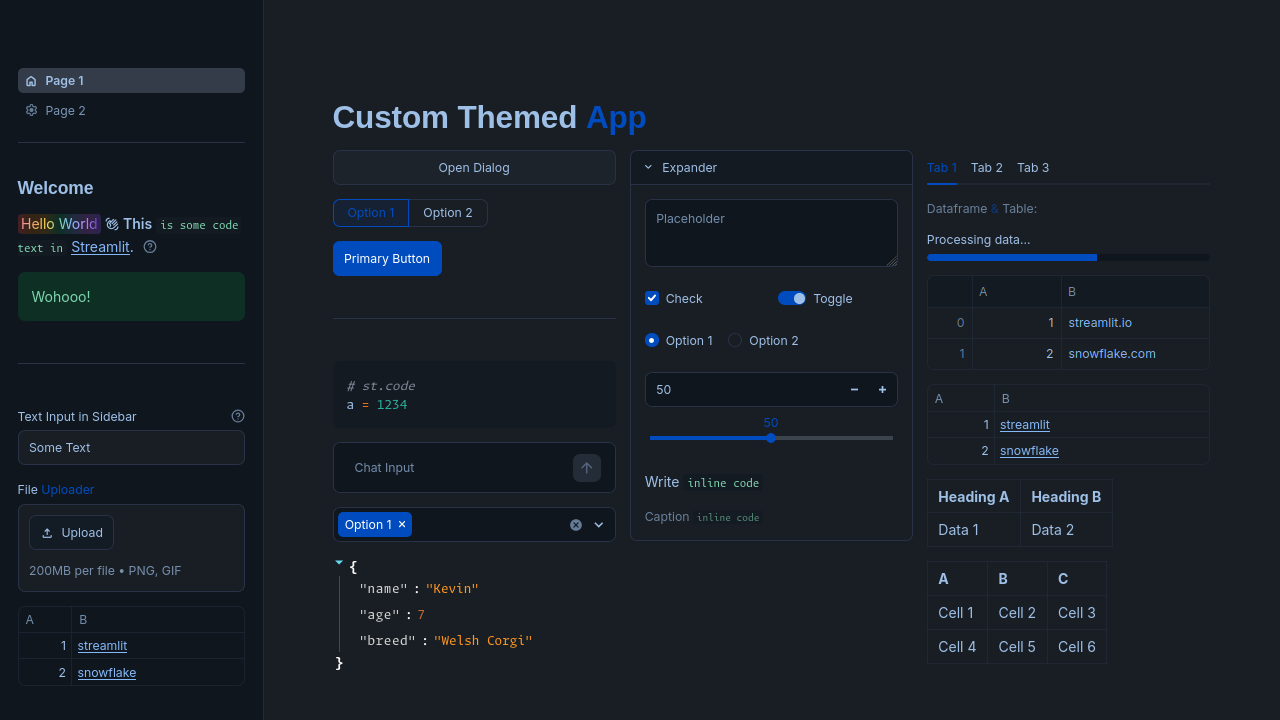 Page 1
Page 2
Welcome
Hello World 👋 This is some code
text in Streamlit.
Wohooo!
Text Input in Sidebar
Some Text
File Uploader
Upload
200MB per file • PNG, GIF
A B
1 streamlit
2 snowflake
Custom Themed App
Open Dialog
Option 1 Option 2
Primary Button
# st.code
a = 1234
Chat Input
Option 1
{
"name" : "Kevin"
"age" : 7
"breed" : "Welsh Corgi"
}
Expander
Placeholder
Check Toggle
Option 1 Option 2
50
50
Write inline code
Caption inline code
Tab 1 Tab 2 Tab 3
Dataframe & Table:
Processing data...
A B
0 1 streamlit.io
1 2 snowflake.com
A B
1 streamlit
2 snowflake
Heading A Heading B
Data 1 Data 2
A B C
Cell 1 Cell 2 Cell 3
Cell 4 Cell 5 Cell 6